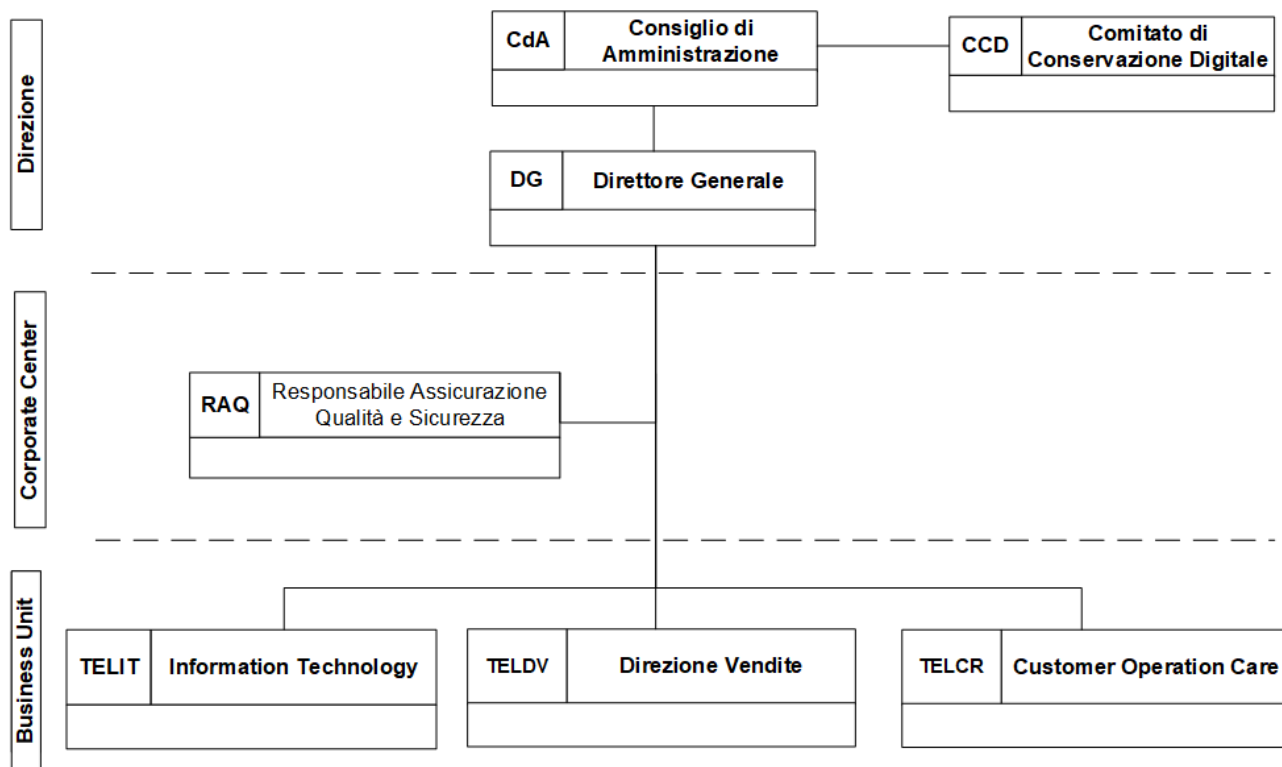 Direzione
CdA
Consiglio di
Amministrazione
CCD
Comitato di
Conservazione Digitale
DG
Direttore Generale
Corporate Center
RAQ
Responsabile Assicurazione
Qualità e Sicurezza
Business Unit
TELIT
Information Technology
TELDV
Direzione Vendite
TELCR
Customer Operation Care